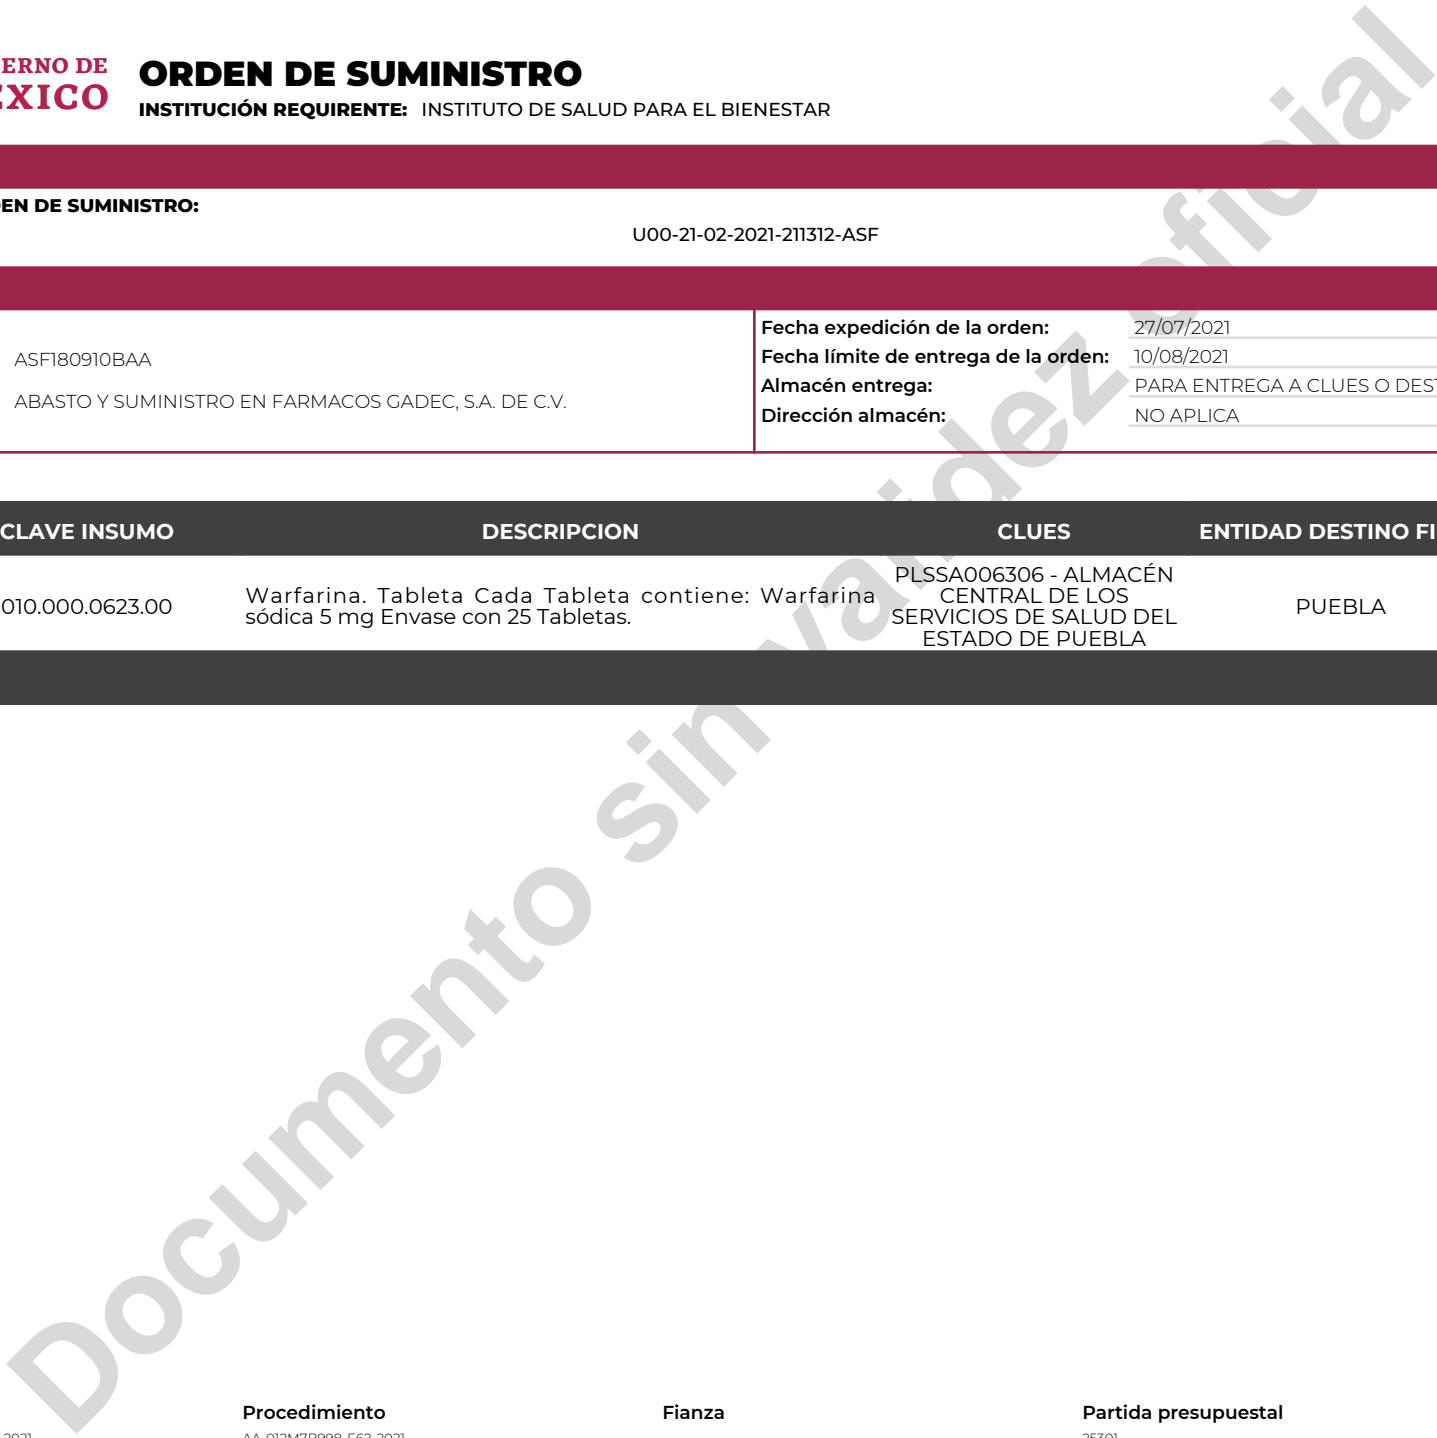 ERNO DE
EXICO
ORDEN DE SUMINISTRO
INSTITUCIÓN REQUIRENTE: INSTITUTO DE SALUD PARA EL BIENESTAR
EN DE SUMINISTRO:
U00-21-02-2021-211312-ASF
ASF180910BAA
ABASTO Y SUMINISTRO EN FARMACOS GADEC, S.A. DE C.V.
Fecha expedición de la orden: 27/07/2021
Fecha límite de entrega de la orden: 10/08/2021
Almacén entrega: PARA ENTREGA A CLUES O DEST
Dirección almacén: NO APLICA
CLAVE INSUMO DESCRIPCION CLUES ENTIDAD DESTINO FI
010.000.0623.00
Warfarina. Tableta Cada Tableta contiene: Warfarina
sódica 5 mg Envase con 25 Tabletas.
PLSSA006306 - ALMACÉN
CENTRAL DE LOS
SERVICIOS DE SALUD DEL
ESTADO DE PUEBLA
PUEBLA
Documento sin validez oficial
Procedimiento Fianza Partida presupuestal